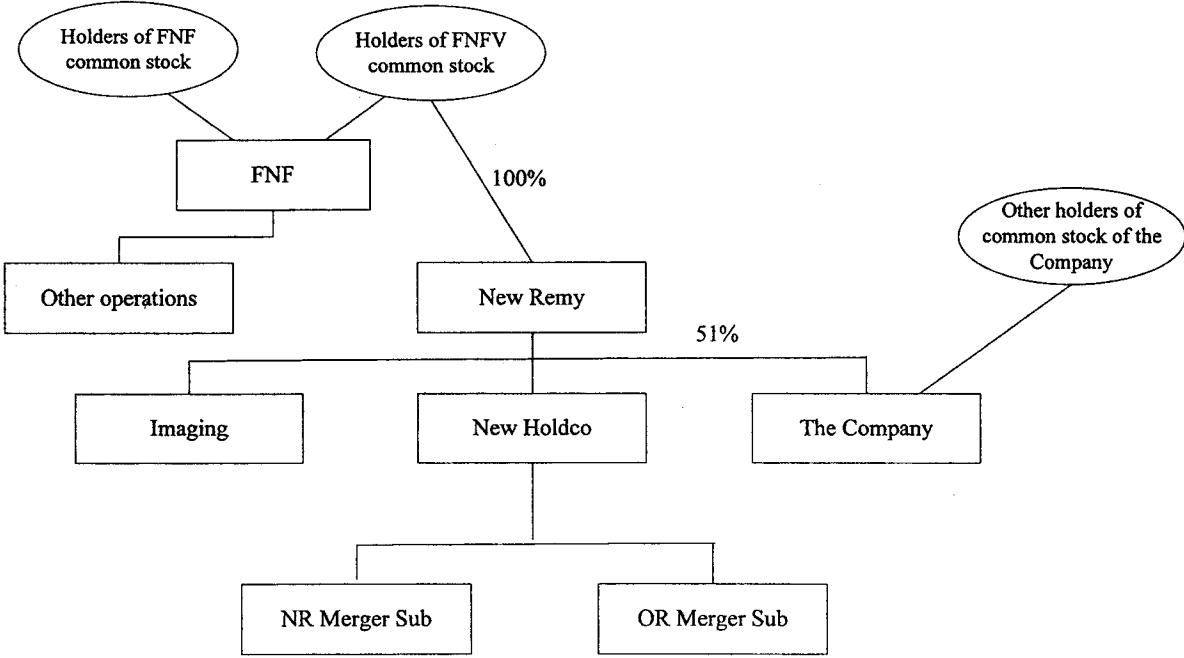 Holders of FNF
common stock
Holders of FNFV
common stock
FNF
100%
Other holders of
common stock of the
Company
Other operations
New Remy
51%
Imaging
New Holdco
The Company
NR Merger Sub
OR Merger Sub